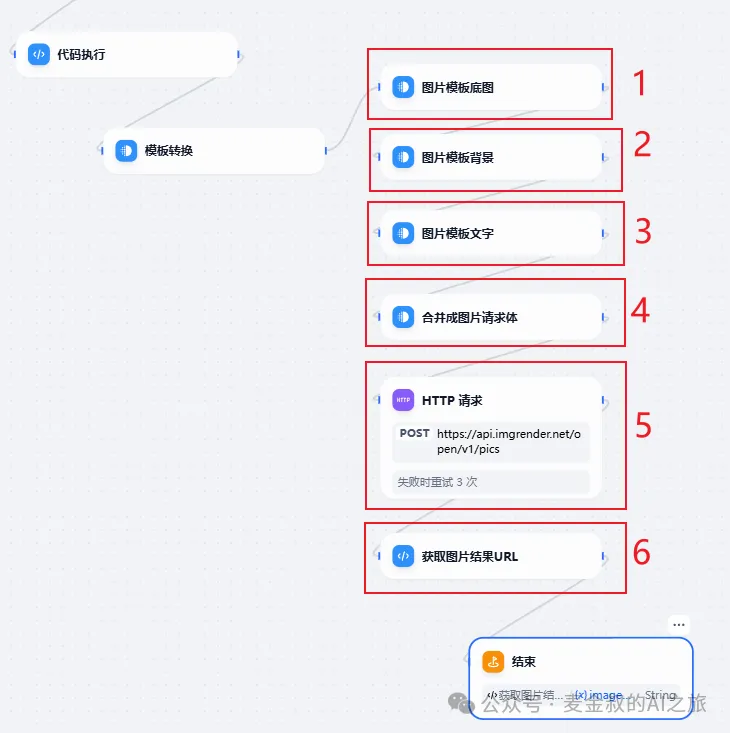 代码执行
模板转换
图片模板底图
1
图片模板背景
2
图片模板文字
3
合并成图片请求体
4
HTTP
HTTP 请求
POST https://api.imgrender.net/o
pen/v1/pics
失败时重试 3 次
5
获取图片结果URL
6
结束
获取图片结... {x} image... String
公众号 · 麦金叔的AI之旅